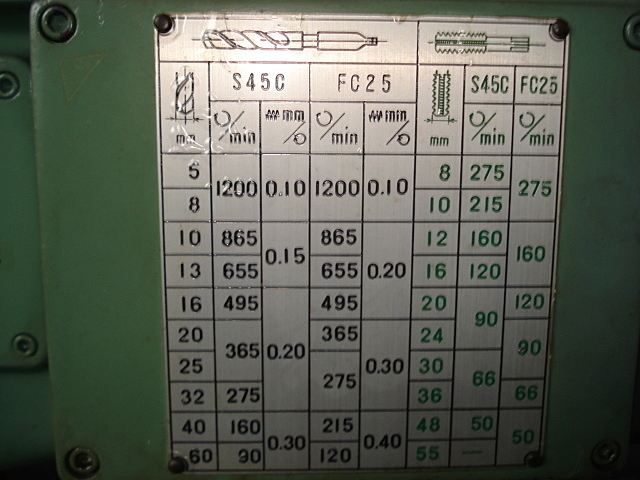 S45C FC25 S45C FC25
mm /min mm/ /min mm/ mm /min /min
5 1200 0.10 1200 0.10 8 275 275
8 10 215
10 865 0.15 865 0.20 12 160 160
13 655 655 16 120
16 495 0.20 495 20 90 120
20 365 365 24 90
25 275 0.30 30 66
32 275 36 66
40 160 0.30 215 0.40 48 50 50
60 90 120 55 —